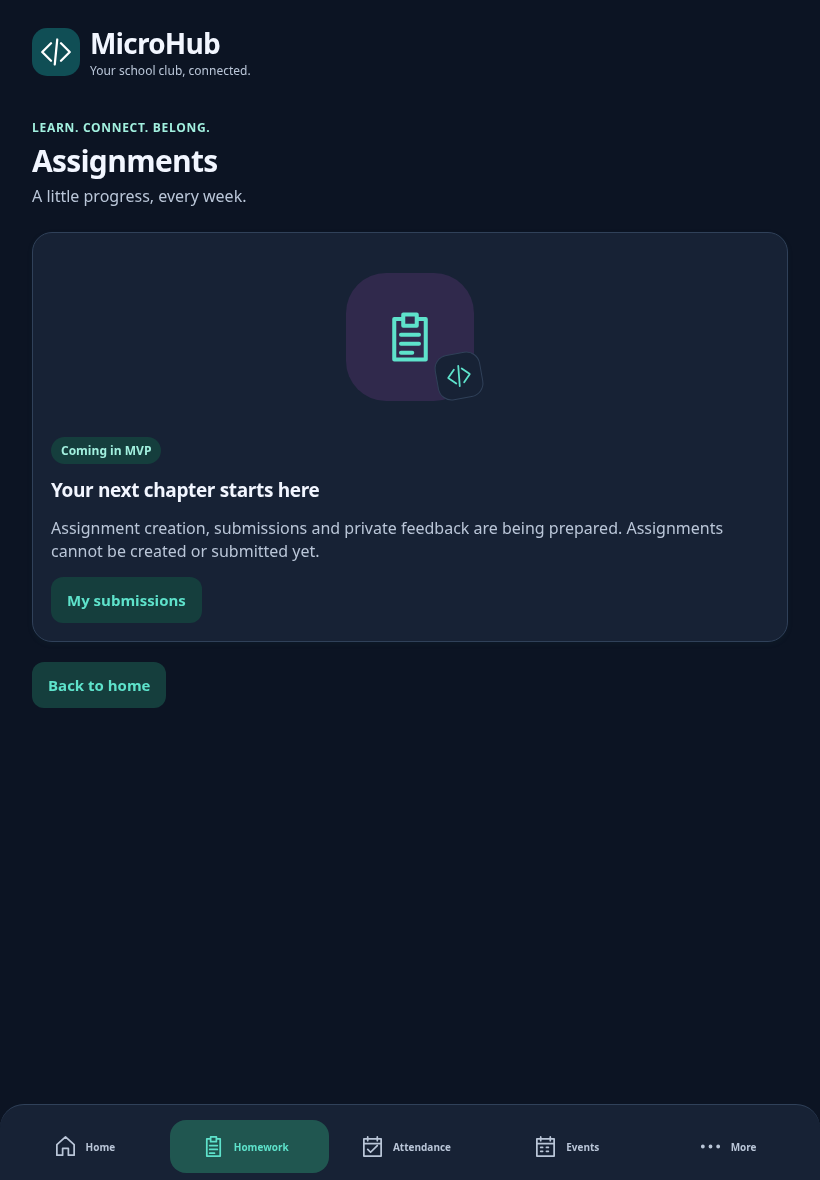 MicroHub
Your school club, connected.
LEARN. CONNECT. BELONG.
Assignments
A little progress, every week.
Coming in MVP
Your next chapter starts here
Assignment creation, submissions and private feedback are being prepared. Assignments
cannot be created or submitted yet.
My submissions
Back to home
Home
Homework
Attendance
Events
More